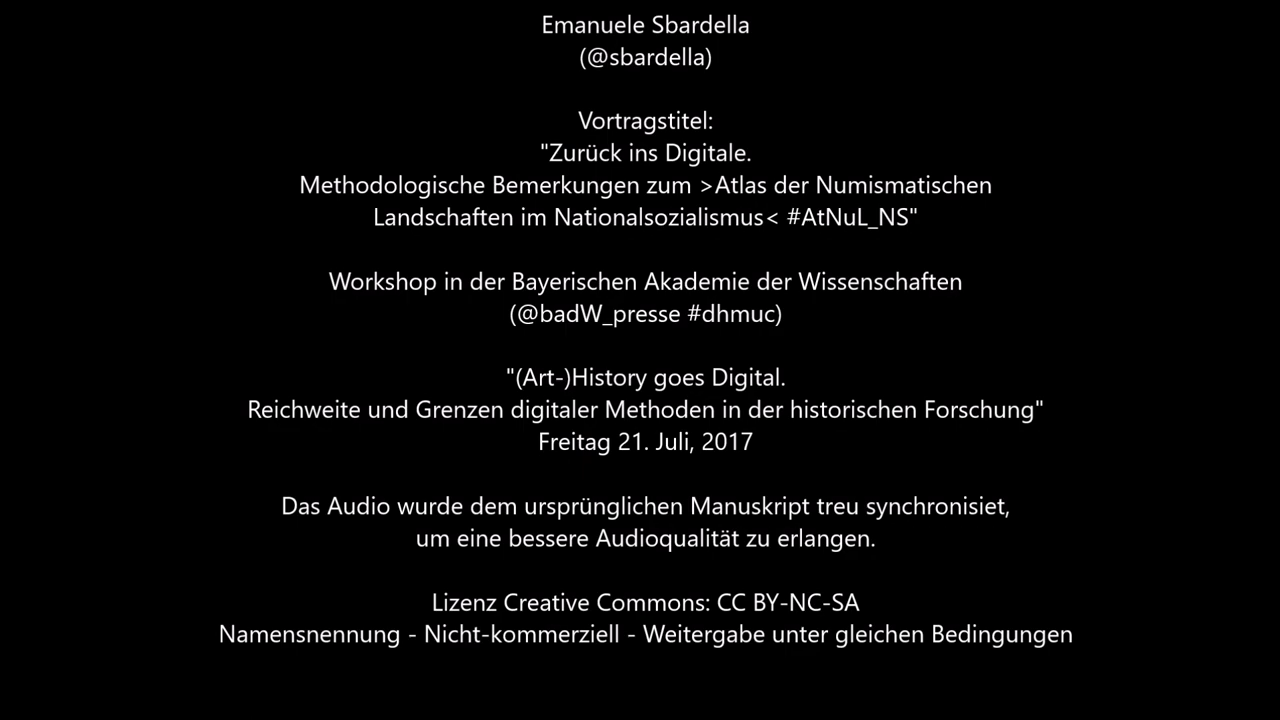 Emanuele Sbardella
(@sbardella)
Vortragstitel:
"Zurück ins Digitale.
Methodologische Bemerkungen zum >Atlas der Numismatischen
Landschaften im Nationalsozialismus< #AtNuL_NS"
Workshop in der Bayerischen Akademie der Wissenschaften
(@badW_presse #dhmuc)
"(Art-)History goes Digital.
Reichweite und Grenzen digitaler Methoden in der historischen Forschung"
Freitag 21. Juli, 2017
Das Audio wurde dem ursprünglichen Manuskript treu synchronisiet,
um eine bessere Audioqualität zu erlangen.
Lizenz Creative Commons: CC BY-NC-SA
Namensnennung - Nicht-kommerziell - Weitergabe unter gleichen Bedingungen